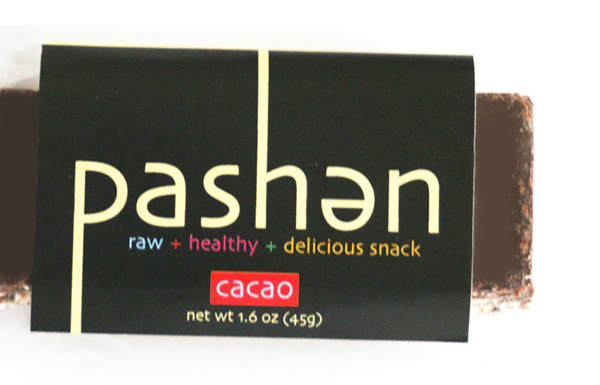 pashən
raw + healthy + delicious snack
cacao
net wt 1.6 oz (45g)